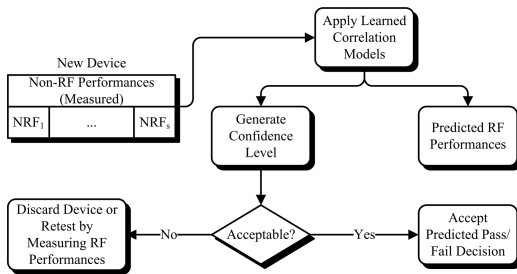 Apply Learned
Correlation
Models
New Device
Non-RF Performances
(Measured)
NRF₁
...
NRFₛ
Generate
Confidence
Level
Predicted RF
Performances
Discard Device or
Retest by
Measuring RF
Performances
No
Acceptable?
Yes
Accept
Predicted Pass/
Fail Decision